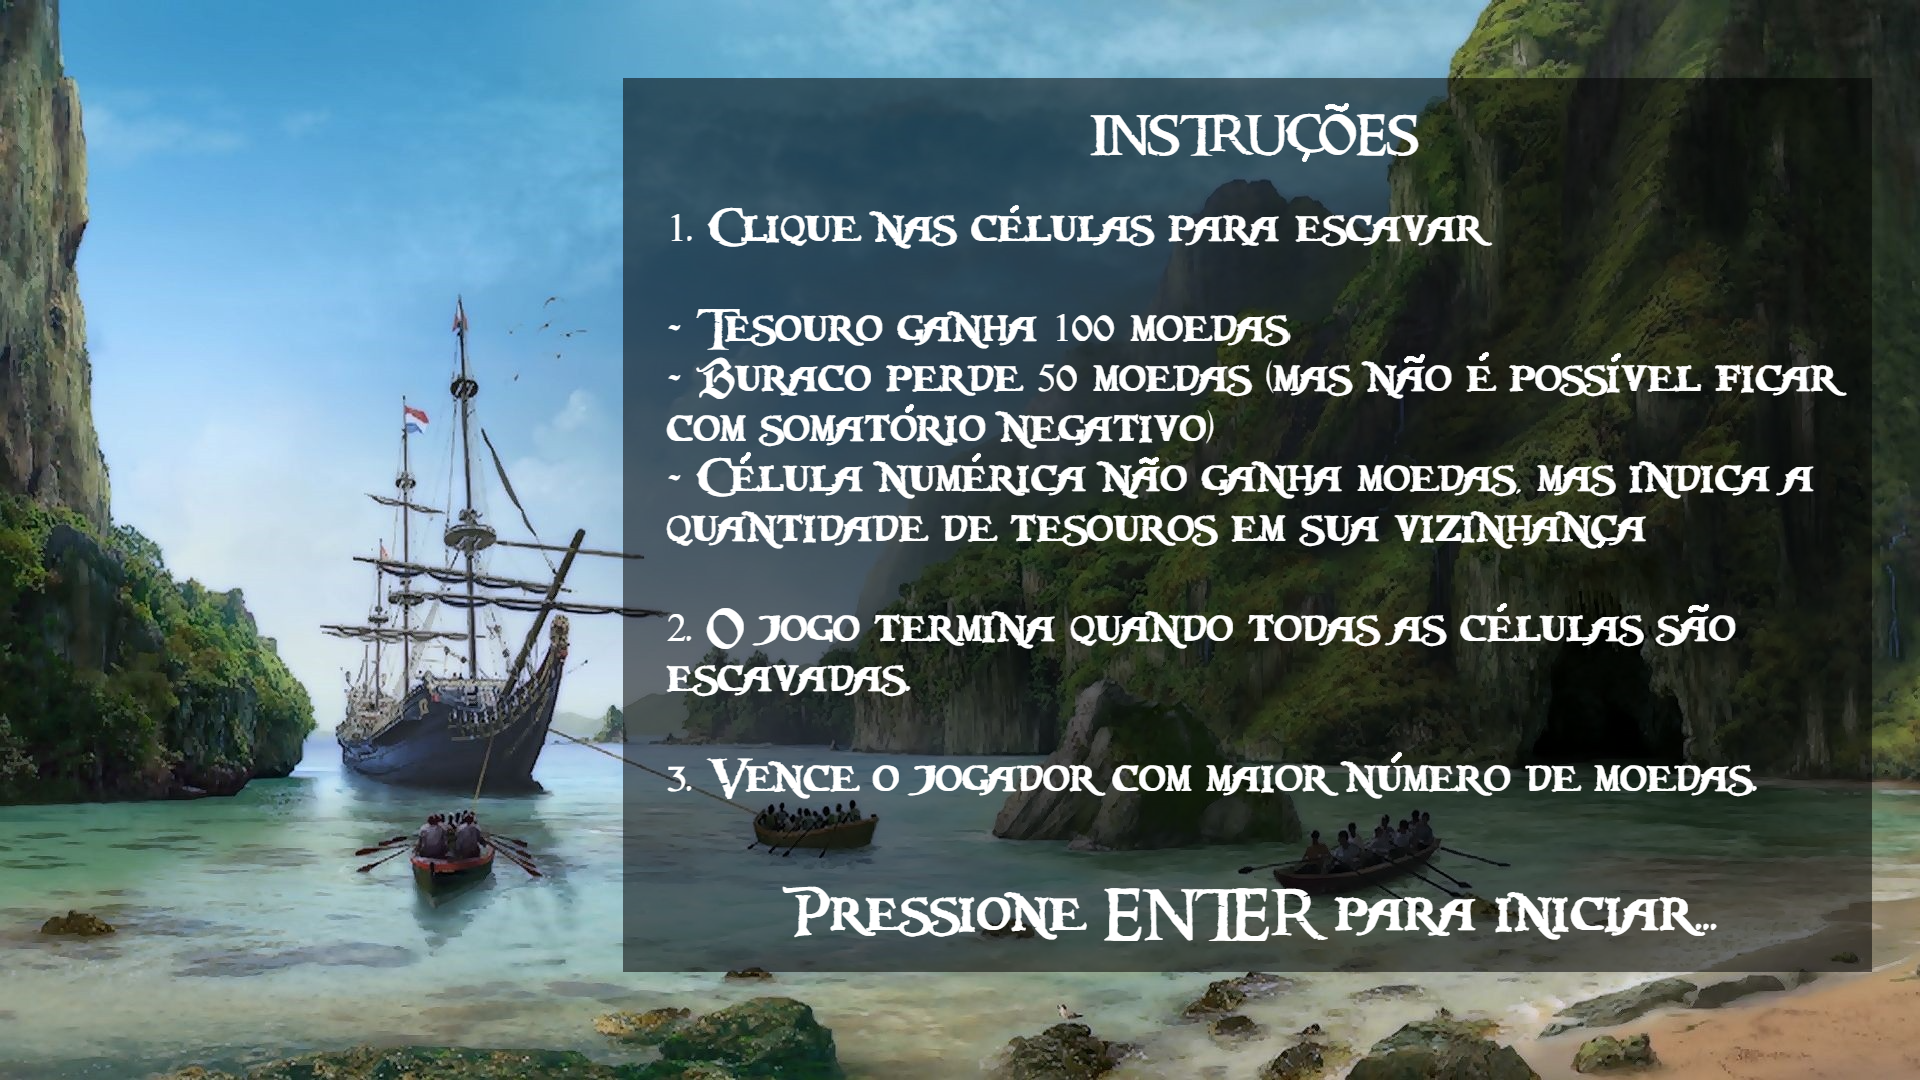 INSTRUÇÕES
1. Clique nas células para escavar
- Tesouro ganha 100 moedas
- Buraco perde 50 moedas (mas não é possível ficar
com somatório negativo)
- Célula numérica não ganha moedas, mas indica a
quantidade de tesouros em sua vizinhança
2. O jogo termina quando todas as células são
escavadas.
3. Vence o jogador com maior número de moedas.
Pressione ENTER para iniciar...